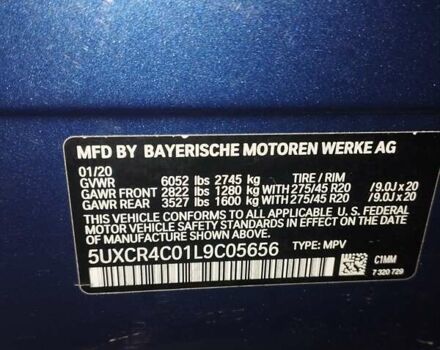 MFD BY BAYERISCHE MOTOREN WERKE AG
01/20
GVWR 6052 lbs 2745 kg TIRE / RIM
GAWR FRONT 2822 lbs 1280 kg WITH 275/45 R20 / 9.0J x 20
GAWR REAR 3527 lbs 1600 kg WITH 275/45 R20 / 9.0J x 20
THIS VEHICLE CONFORMS TO ALL APPLICABLE U.S. FEDERAL
MOTOR VEHICLE SAFETY STANDARDS IN EFFECT ON THE
DATE OF MANUFACTURE SHOWN ABOVE.
5UXCR4C01L9C05656 TYPE: MPV
C1MM
7 320 729